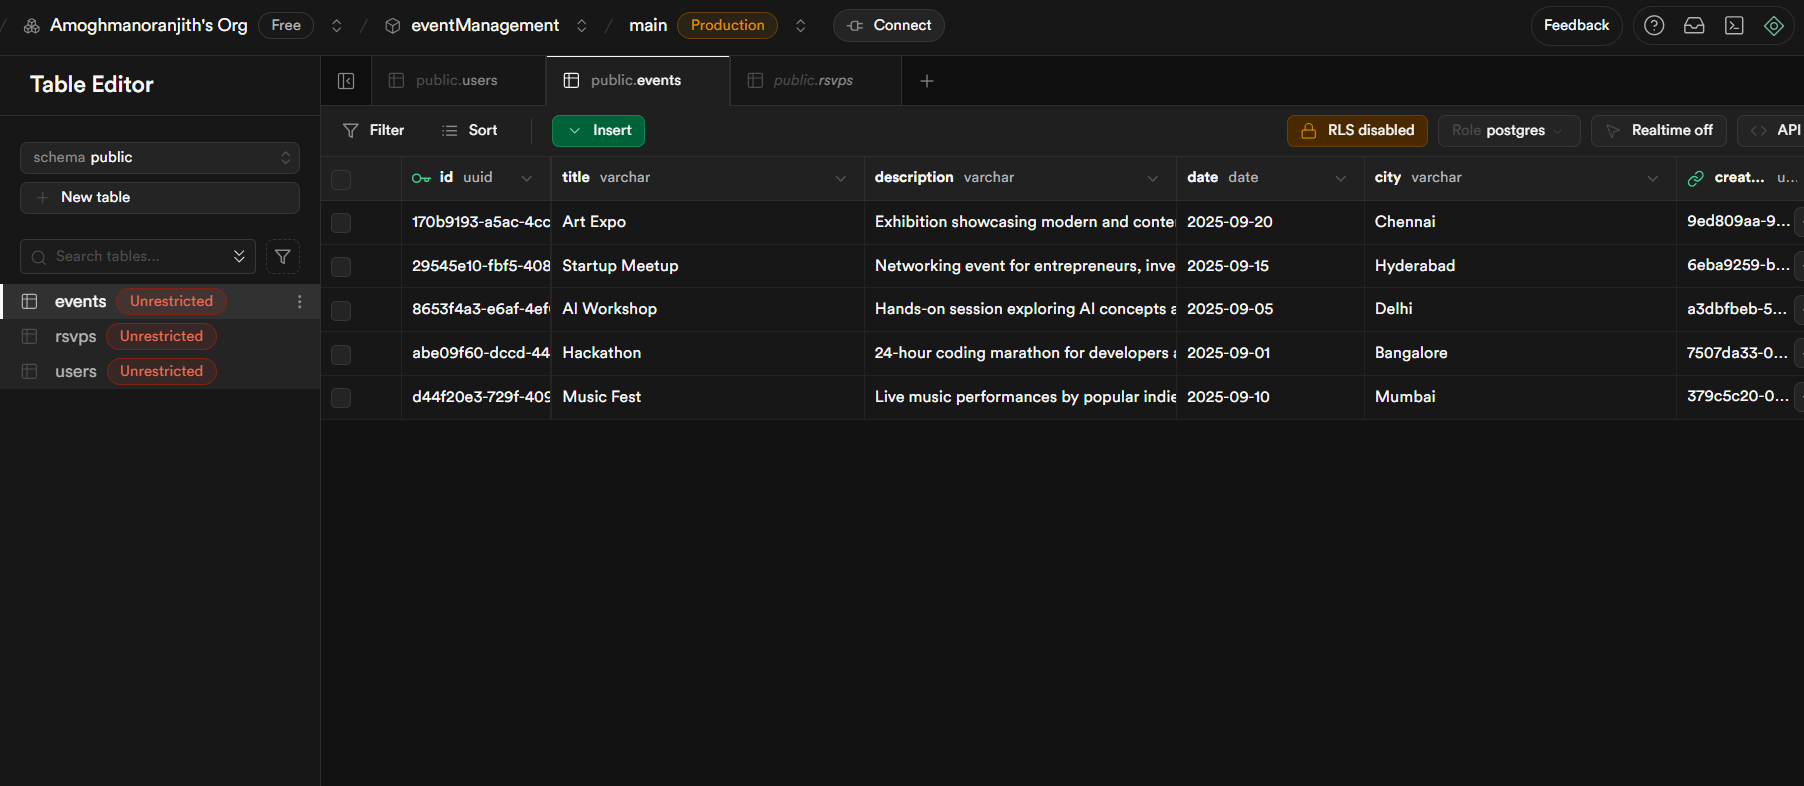 Amoghmanoranjith's Org Free / eventManagement / main Production Connect Feedback
Table Editor
public.users public.events public.rsvps
Filter Sort Insert RLS disabled Role postgres Realtime off API
schema public
New table
Search tables...
events Unrestricted
rsvps Unrestricted
users Unrestricted
id uuid title varchar description varchar date date city varchar creat... u...
170b9193-a5ac-4cc Art Expo Exhibition showcasing modern and conte 2025-09-20 Chennai 9ed809aa-9...
29545e10-fbf5-408 Startup Meetup Networking event for entrepreneurs, inve 2025-09-15 Hyderabad 6eba9259-b...
8653f4a3-e6af-4ef AI Workshop Hands-on session exploring AI concepts a 2025-09-05 Delhi a3dbfbeb-5...
abe09f60-dccd-44 Hackathon 24-hour coding marathon for developers a 2025-09-01 Bangalore 7507da33-0...
d44f20e3-729f-409 Music Fest Live music performances by popular indie 2025-09-10 Mumbai 379c5c20-0...